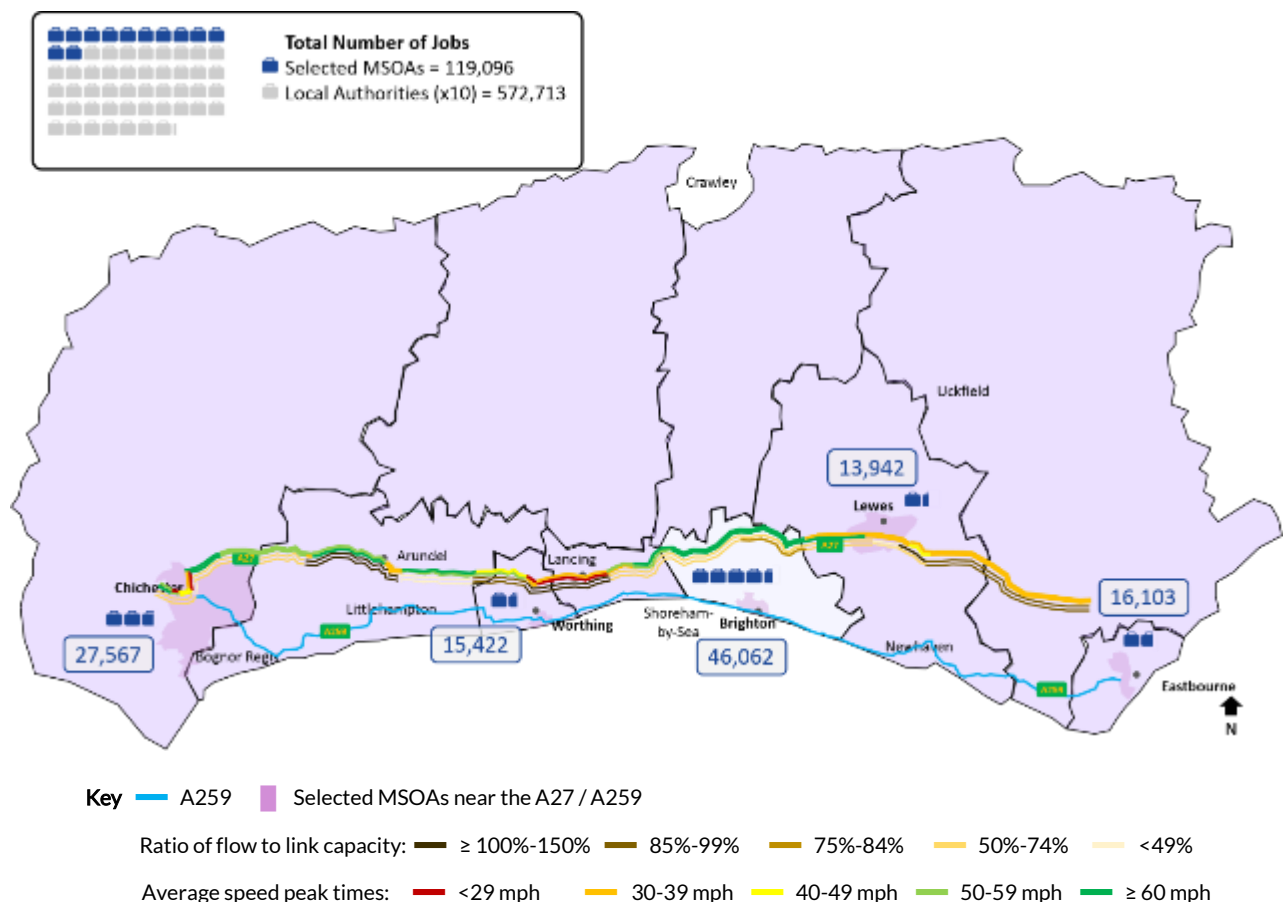 Total Number of Jobs
Selected MSOAs = 119,096
Local Authorities (x10) = 572,713
Crawley
Uckfield
13,942
Lewes
A27
Arundel
Lancing
A27
Chichester
16,103
Littlehampton
Shoreham-
by-Sea
Brighton
Worthing
27,567
Bognor Regis
A259
15,422
46,062
Newhaven
A259
Eastbourne
N
Key A259 Selected MSOAs near the A27 / A259
Ratio of flow to link capacity: ≥ 100%-150% 85%-99% 75%-84% 50%-74% <49%
Average speed peak times: <29 mph 30-39 mph 40-49 mph 50-59 mph ≥ 60 mph